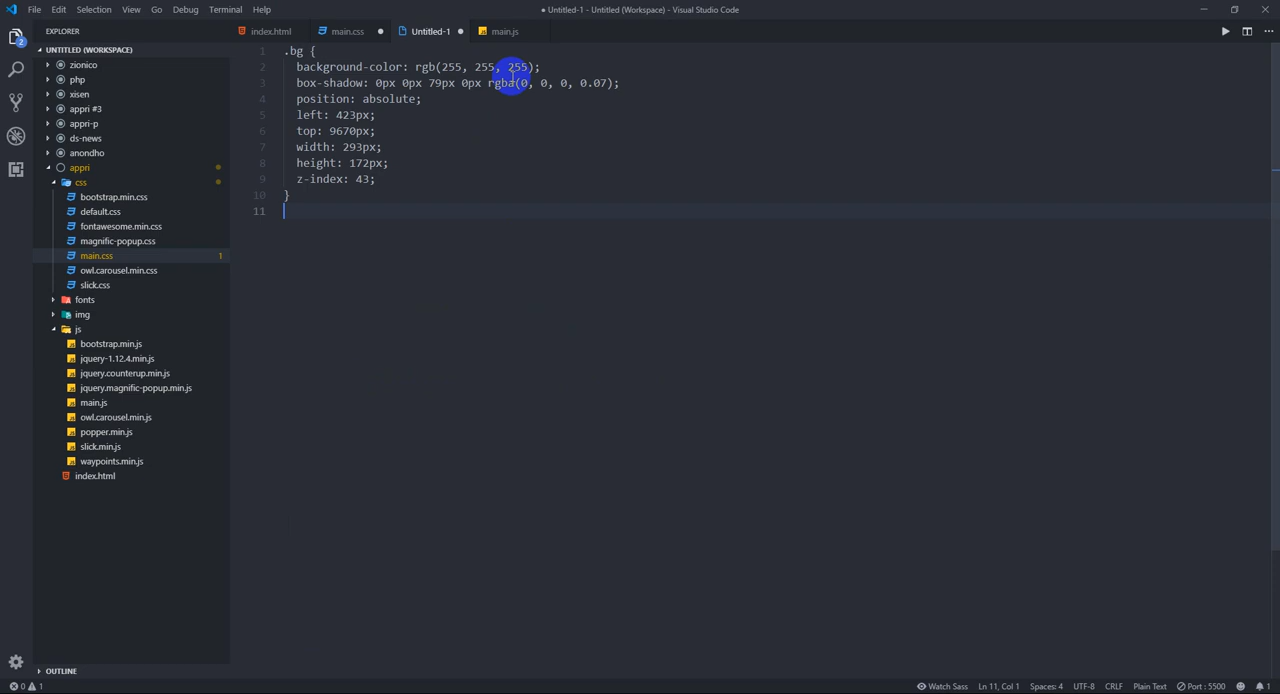 File Edit Selection View Go Debug Terminal Help
● Untitled-1 - Untitled (Workspace) - Visual Studio Code
EXPLORER
index.html
main.css
Untitled-1
main.js
UNTITLED (WORKSPACE)
zionico
php
xisen
appri #3
appri-p
ds-news
anondho
appri
css
bootstrap.min.css
default.css
fontawesome.min.css
magnific-popup.css
main.css 1
owl.carousel.min.css
slick.css
fonts
img
js
bootstrap.min.js
jquery-1.12.4.min.js
jquery.counterup.min.js
jquery.magnific-popup.min.js
main.js
owl.carousel.min.js
popper.min.js
slick.min.js
waypoints.min.js
index.html
OUTLINE
2
1 .bg {
2 background-color: rgb(255, 255, 255);
3 box-shadow: 0px 0px 79px 0px rgba(0, 0, 0, 0.07);
4 position: absolute;
5 left: 423px;
6 top: 9670px;
7 width: 293px;
8 height: 172px;
9 z-index: 43;
10 }
11
0 1
Watch Sass Ln 11, Col 1 Spaces: 4 UTF-8 CRLF Plain Text Port : 5500 1